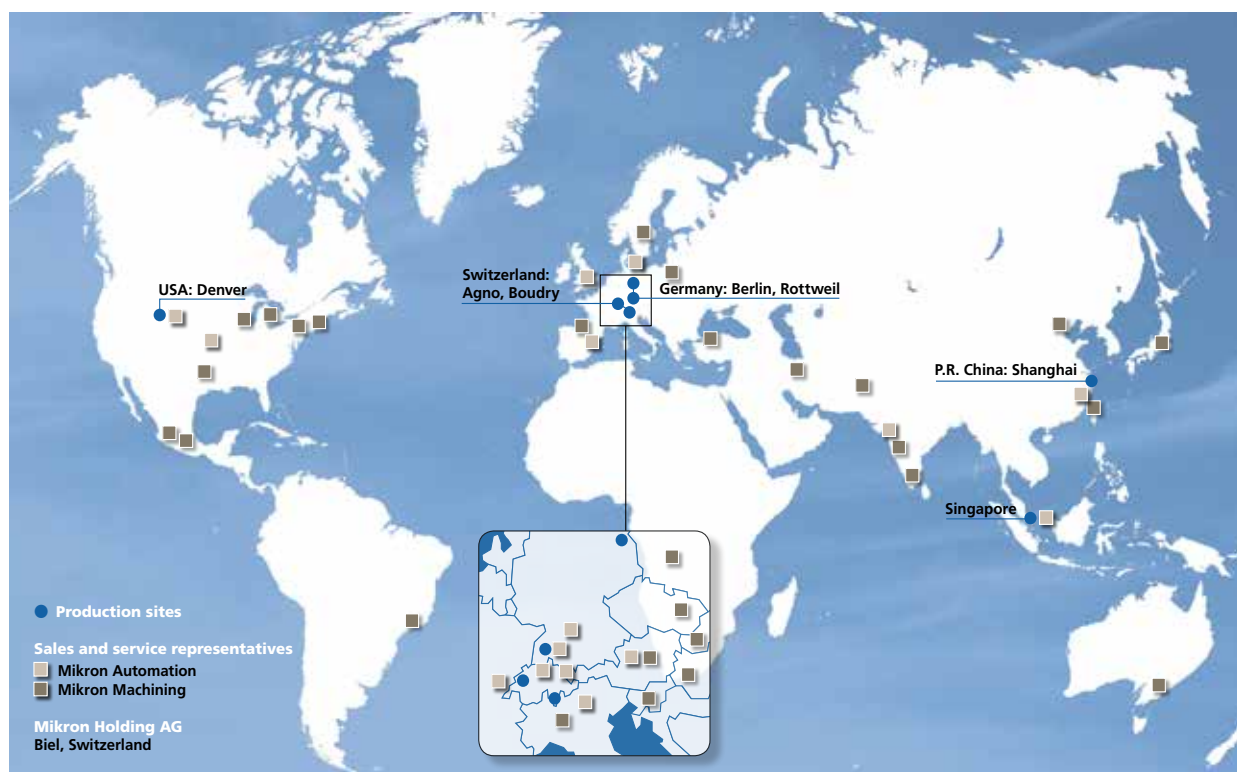 USA: Denver
Switzerland:
Agno, Boudry
Germany: Berlin, Rottweil
P.R. China: Shanghai
Singapore
Production sites
Sales and service representatives
Mikron Automation
Mikron Machining
Mikron Holding AG
Biel, Switzerland